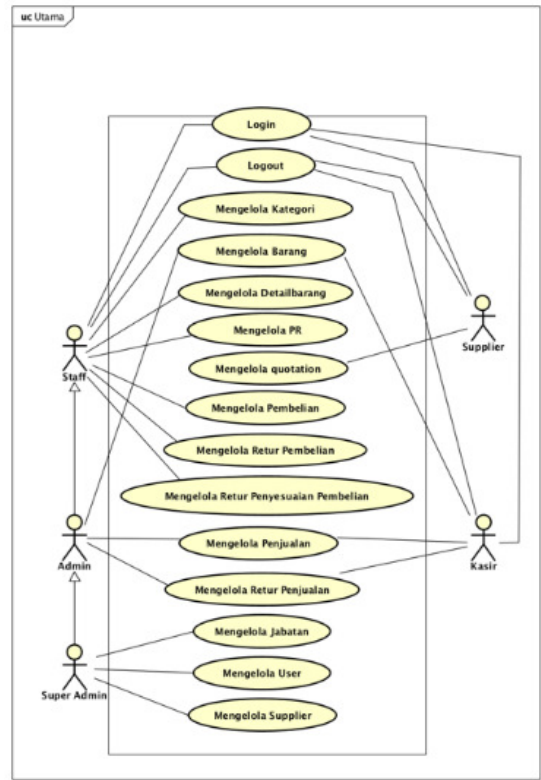 uc Utama
Login
Logout
Mengelola Kategori
Mengelola Barang
Mengelola Detailbarang
Mengelola PR
Supplier
Mengelola quotation
Staff
Mengelola Pembelian
Mengelola Retur Pembelian
Mengelola Retur Penyesuaian Pembelian
Mengelola Penjualan
Admin
Kasir
Mengelola Retur Penjualan
Mengelola Jabatan
Mengelola User
Super Admin
Mengelola Supplier